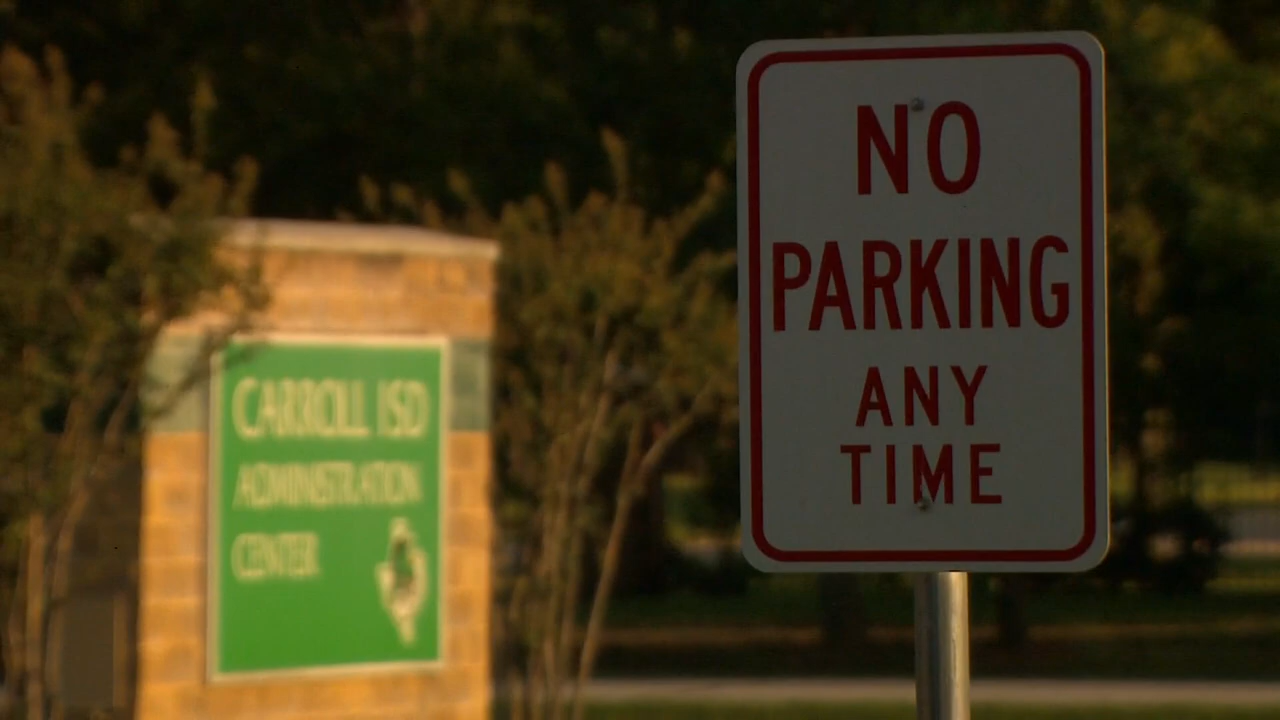 CARROLL ISD
ADMINISTRATION
CENTER
NO
PARKING
ANY
TIME